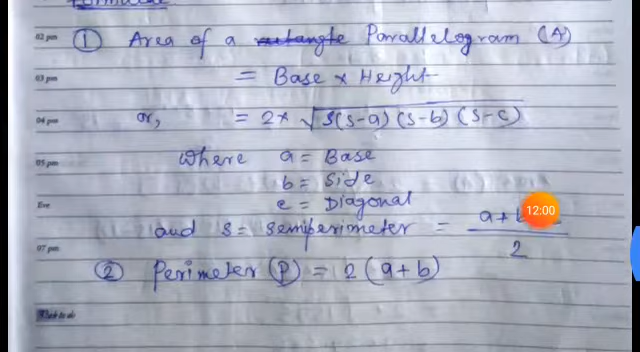 02 pm ① Area of a rectangle Parallelogram (A)
03 pm = Base × Height
04 pm or, = 2× √S(S-a)(S-b)(S-c)
05 pm where a = Base
b = Side
Eve c = Diagonal
and S = semiperimeter = a+
12:00
07 pm 2
② Perimeter (P) = 2(a+b)